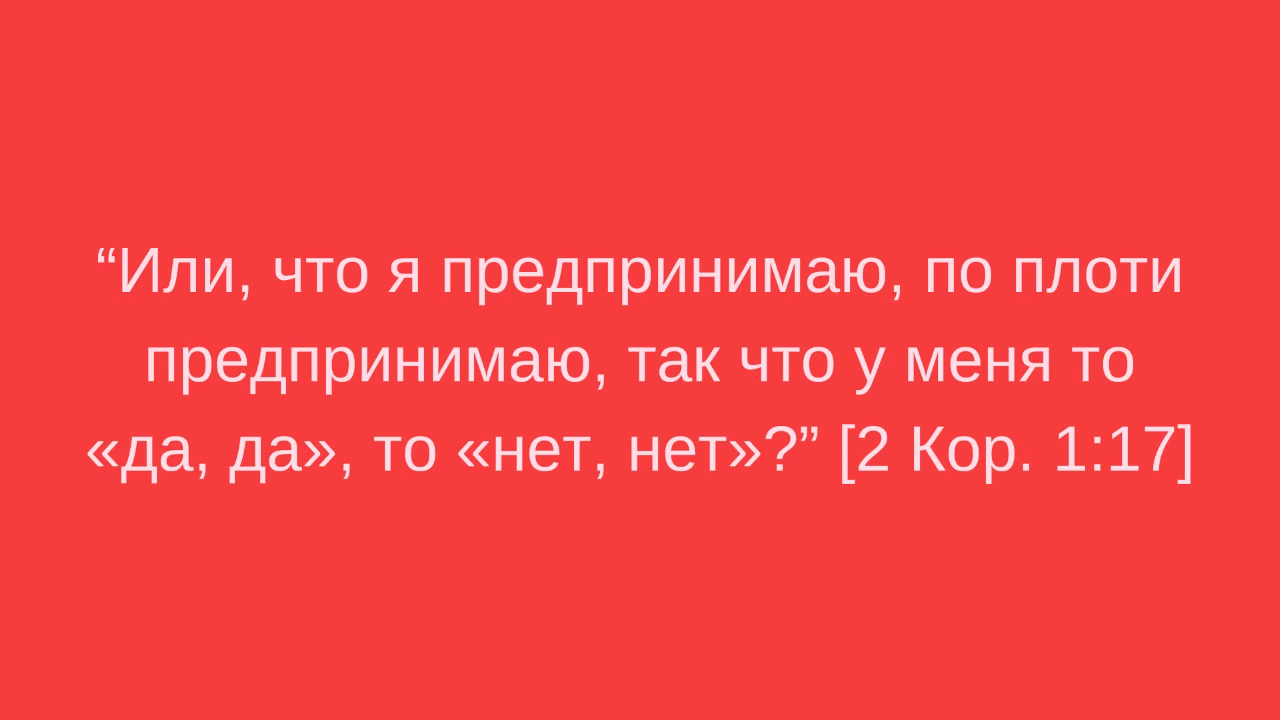 “Или, что я предпринимаю, по плоти
предпринимаю, так что у меня то
«да, да», то «нет, нет»?” [2 Кор. 1:17]